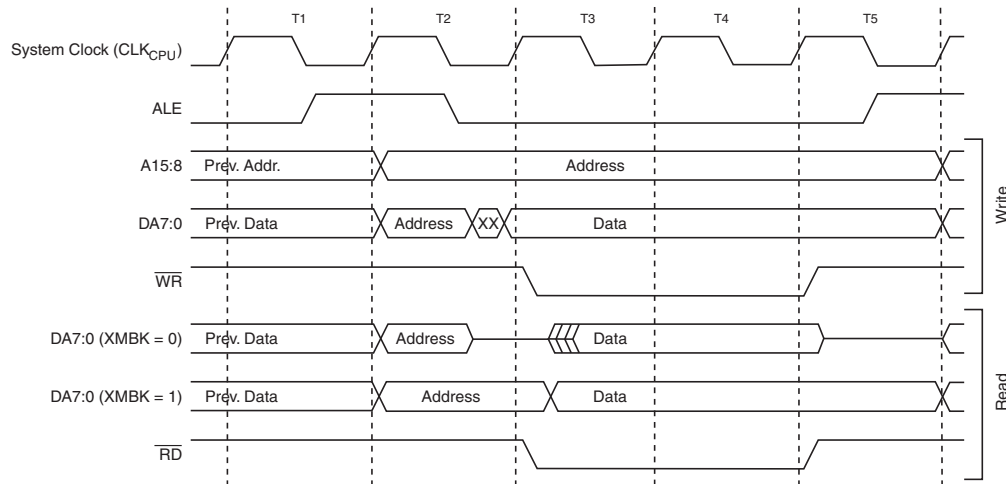 T1 T2 T3 T4 T5
System Clock (CLKCPU)
ALE
A15:8 Prev. Addr. Address
DA7:0 Prev. Data Address XX Data
WR
Write
DA7:0 (XMBK = 0) Prev. Data Address Data
DA7:0 (XMBK = 1) Prev. Data Address Data
RD
Read